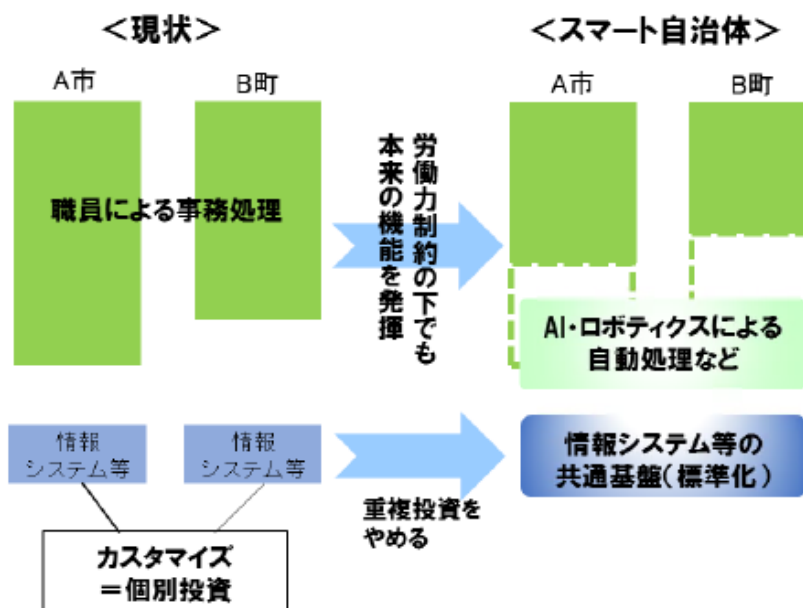 <現状>
A市
B町
職員による事務処理
情報
システム等
情報
システム等
カスタマイズ
=個別投資
労働力制約の下でも
本来の機能を発揮
重複投資を
やめる
<スマート自治体>
A市
B町
AI・ロボティクスによる
自動処理など
情報システム等の
共通基盤(標準化)